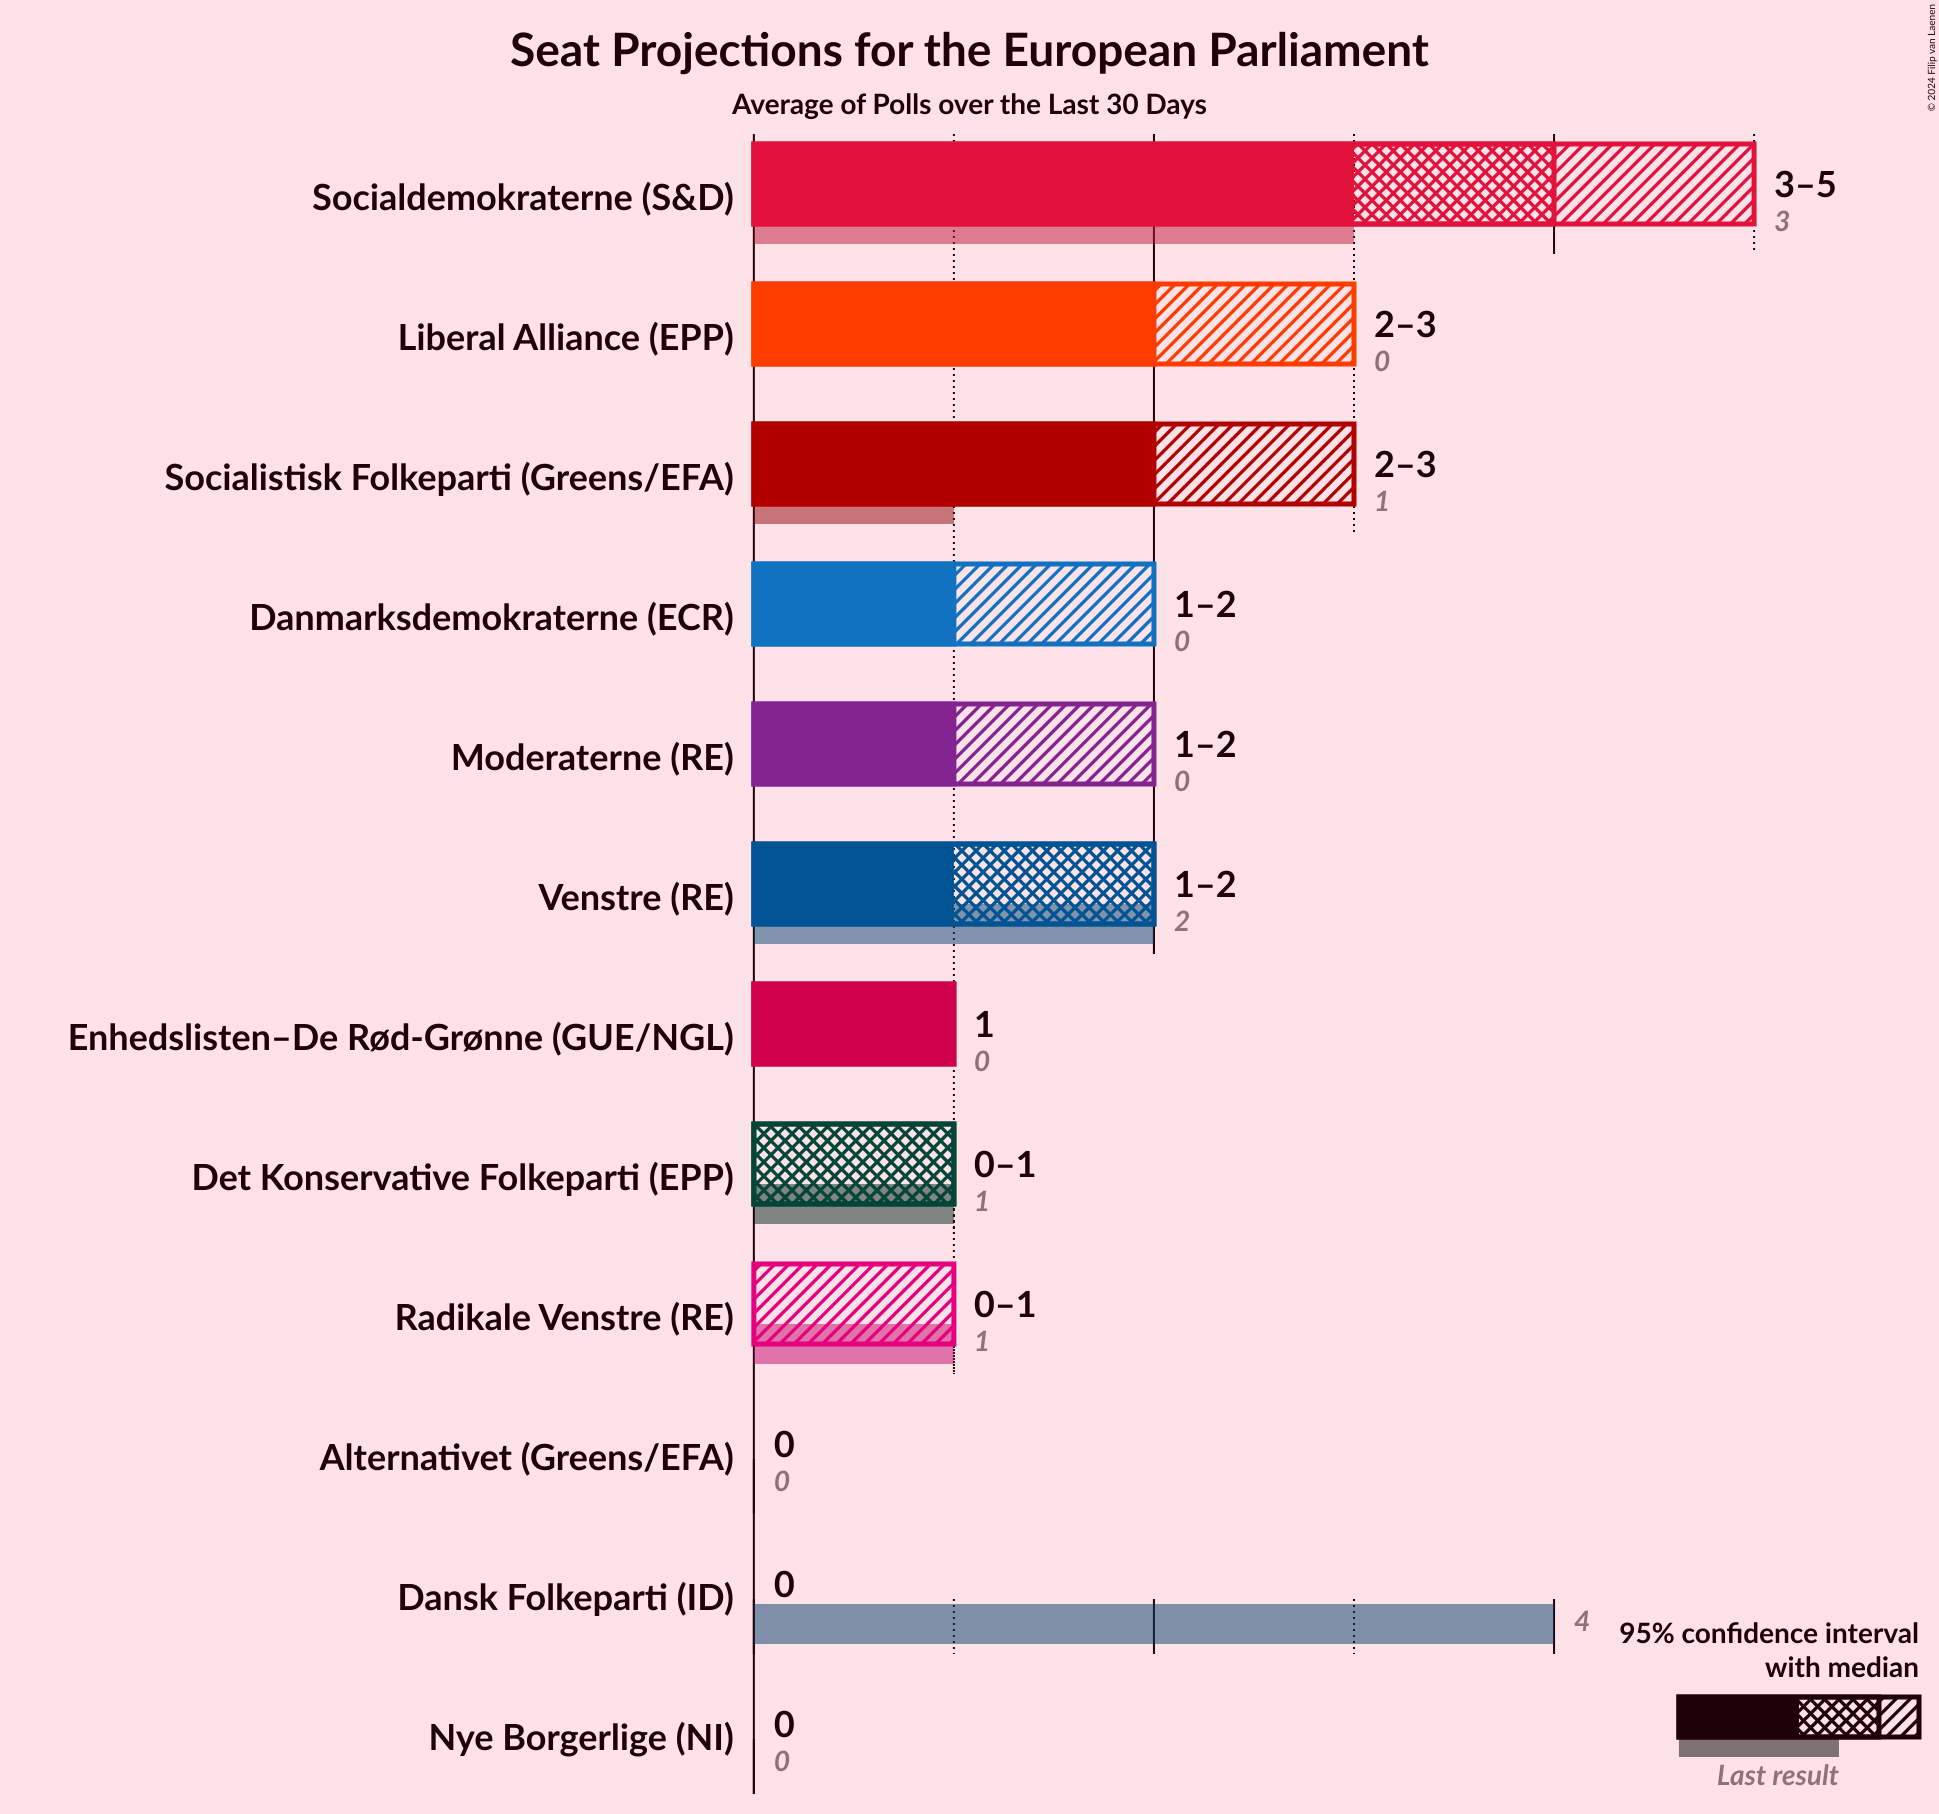 Seat Projections for the European Parliament
Average of Polls over the Last 30 Days
© 2024 Filip van Laenen
Socialdemokraterne (S&D)
3–5
3
Liberal Alliance (EPP)
2–3
0
Socialistisk Folkeparti (Greens/EFA)
2–3
1
Danmarksdemokraterne (ECR)
1–2
0
Moderaterne (RE)
1–2
0
Venstre (RE)
1–2
2
Enhedslisten–De Rød-Grønne (GUE/NGL)
1
0
Det Konservative Folkeparti (EPP)
0–1
1
Radikale Venstre (RE)
0–1
1
Alternativet (Greens/EFA)
0
0
Dansk Folkeparti (ID)
0
4
Nye Borgerlige (NI)
0
0
95% confidence interval
with median
Last result